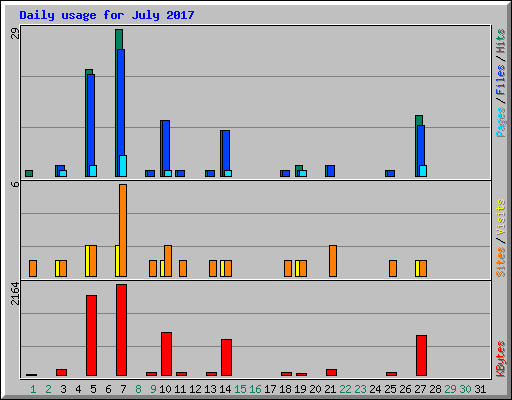 Daily usage for July 2017
29
Pages / Files / Hits
6
Sites / Visits
2164
KBytes
1 2 3 4 5 6 7 8 9 10 11 12 13 14 15 16 17 18 19 20 21 22 23 24 25 26 27 28 29 30 31